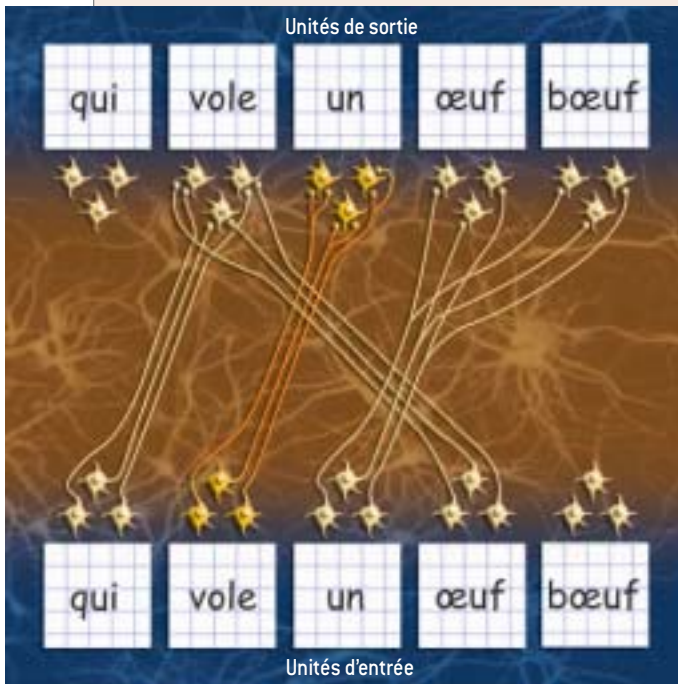 Unités de sortie
qui vole un œuf bœuf
qui vole un œuf bœuf
Unités d'entrée